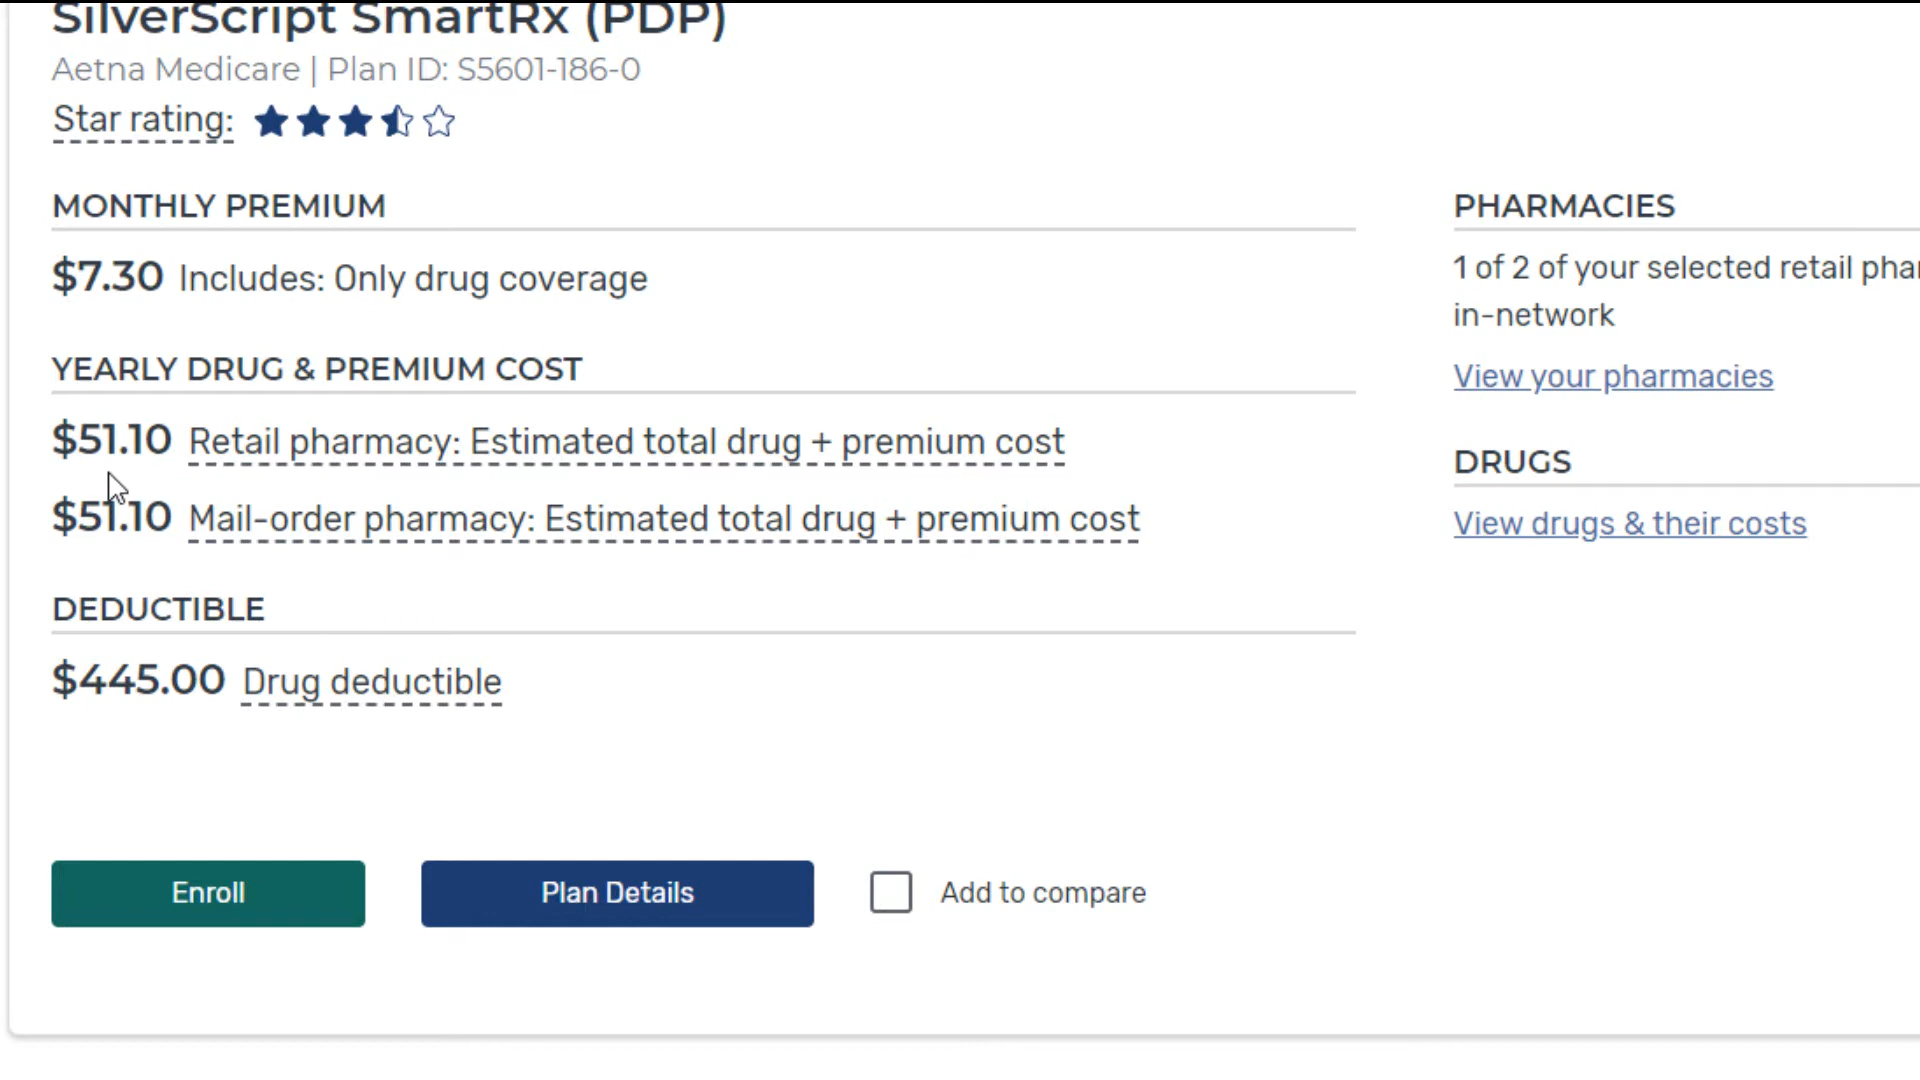 SilverScript SmartRx (PDP)
Aetna Medicare | Plan ID: S5601-186-0
Star rating:
MONTHLY PREMIUM
$7.30 Includes: Only drug coverage
YEARLY DRUG & PREMIUM COST
$51.10 Retail pharmacy: Estimated total drug + premium cost
$51.10 Mail-order pharmacy: Estimated total drug + premium cost
DEDUCTIBLE
$445.00 Drug deductible
Enroll
Plan Details
Add to compare
PHARMACIES
1 of 2 of your selected retail
in-network
View your pharmacies
DRUGS
View drugs & their costs